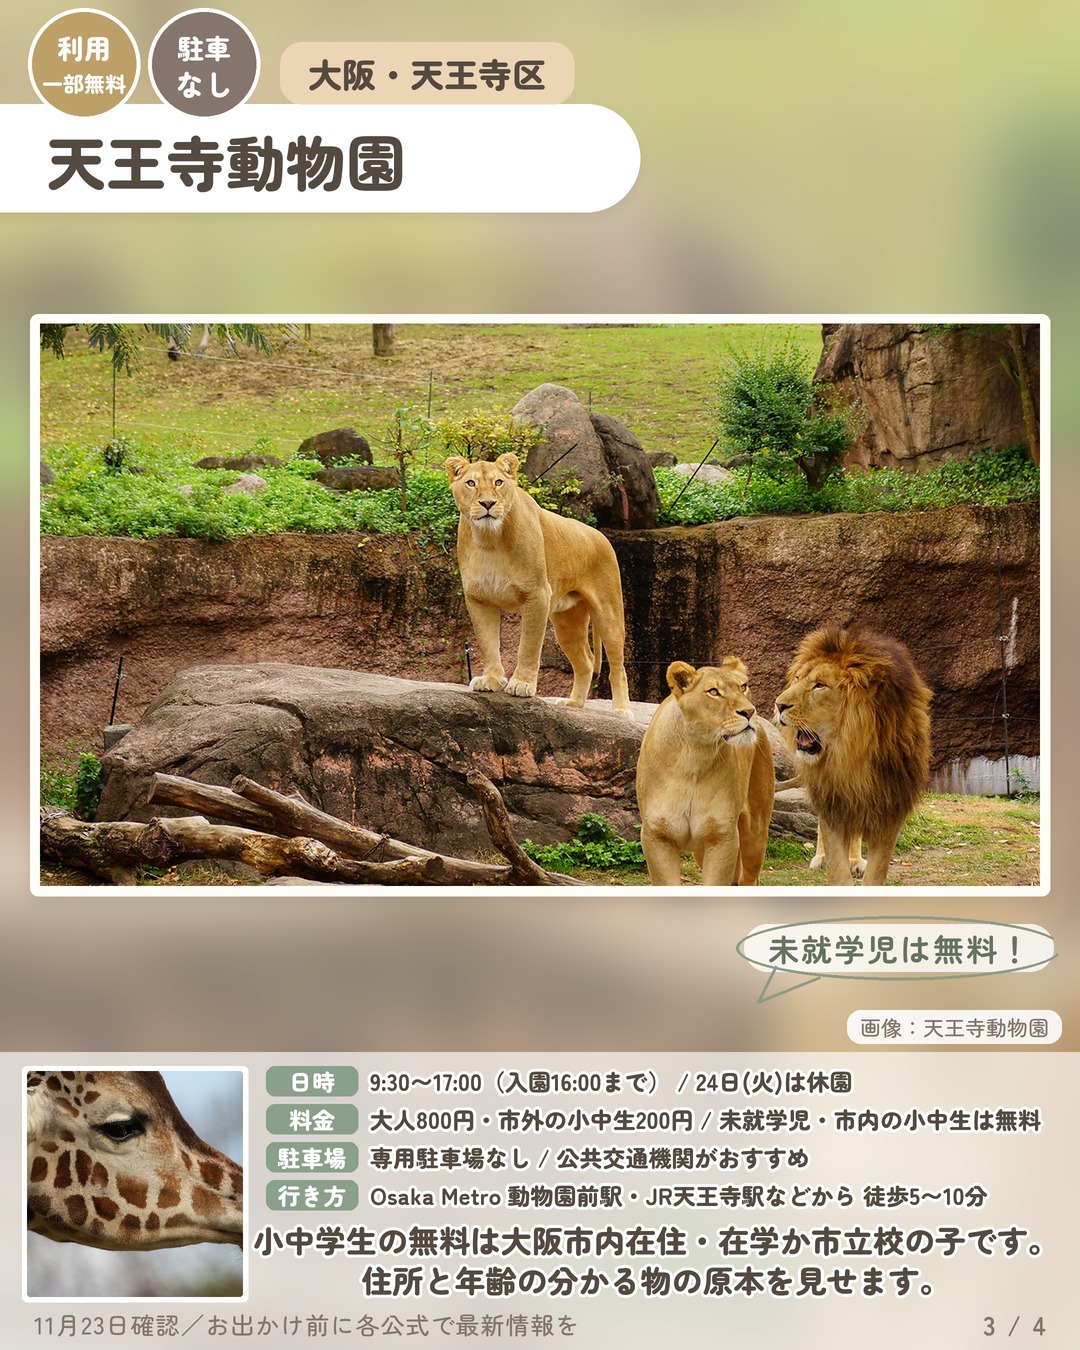 利用
一部無料
駐車
なし
大阪・天王寺区
天王寺動物園
未就学児は無料！
画像：天王寺動物園
日時 9:30〜17:00（入園16:00まで） / 24日(火)は休園
料金 大人800円・市外の小中生200円 / 未就学児・市内の小中生は無料
駐車場 専用駐車場なし / 公共交通機関がおすすめ
行き方 Osaka Metro 動物園前駅・JR天王寺駅などから 徒歩5〜10分
小中学生の無料は大阪市内在住・在学か市立校の子です。
住所と年齢の分かる物の原本を見せます。
11月23日確認／お出かけ前に各公式で最新情報を
3 / 4